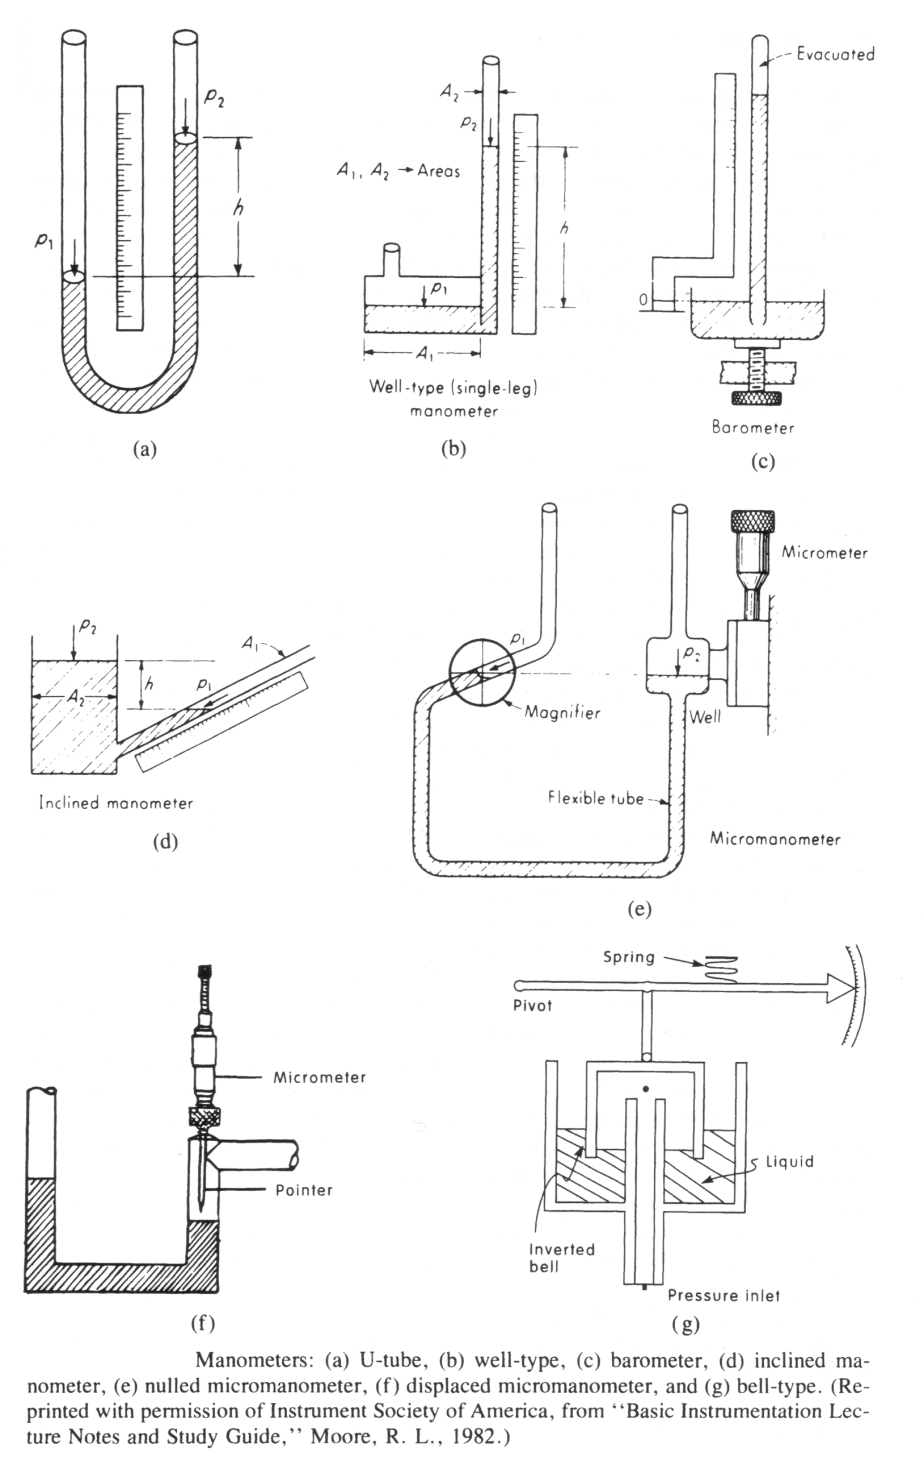 p₂
h
p₁
(a)
A₂
p₂
A₁, A₂ → Areas
h
p₁
A₁
Well-type (single-leg)
manometer
(b)
Evacuated
0
Barometer
(c)
p₂
A₁
h
p₁
A₂
Inclined manometer
(d)
Micrometer
p₁
p₂
Magnifier
Well
Flexible tube
Micromanometer
(e)
Micrometer
Pointer
(f)
Spring
Pivot
Liquid
Inverted
bell
Pressure inlet
(g)
Manometers: (a) U-tube, (b) well-type, (c) barometer, (d) inclined ma-
nometer, (e) nulled micromanometer, (f) displaced micromanometer, and (g) bell-type. (Re-
printed with permission of Instrument Society of America, from ‘‘Basic Instrumentation Lec-
ture Notes and Study Guide,’’ Moore, R. L., 1982.)